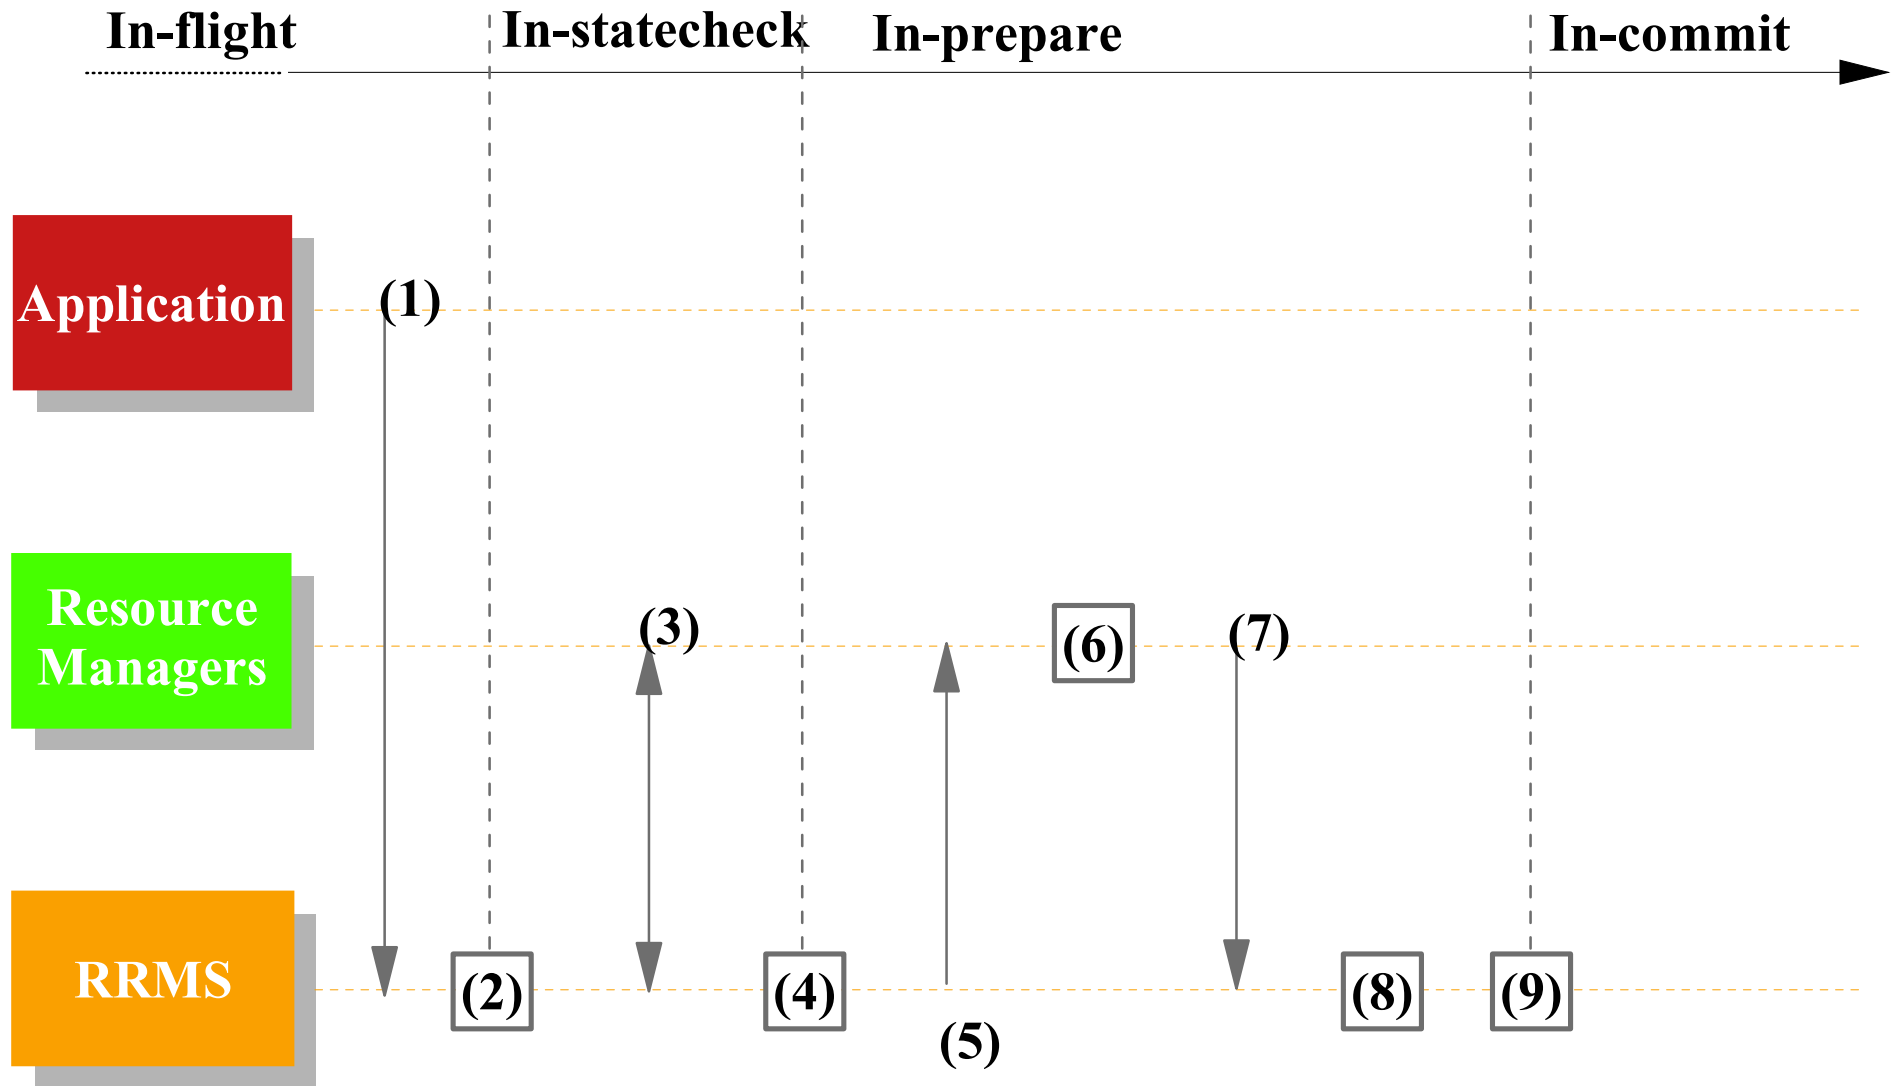 In-flight
In-statecheck
In-prepare
In-commit
Application
(1)
Resource
Managers
(3)
(6)
(7)
RRMS
(2)
(4)
(5)
(8)
(9)